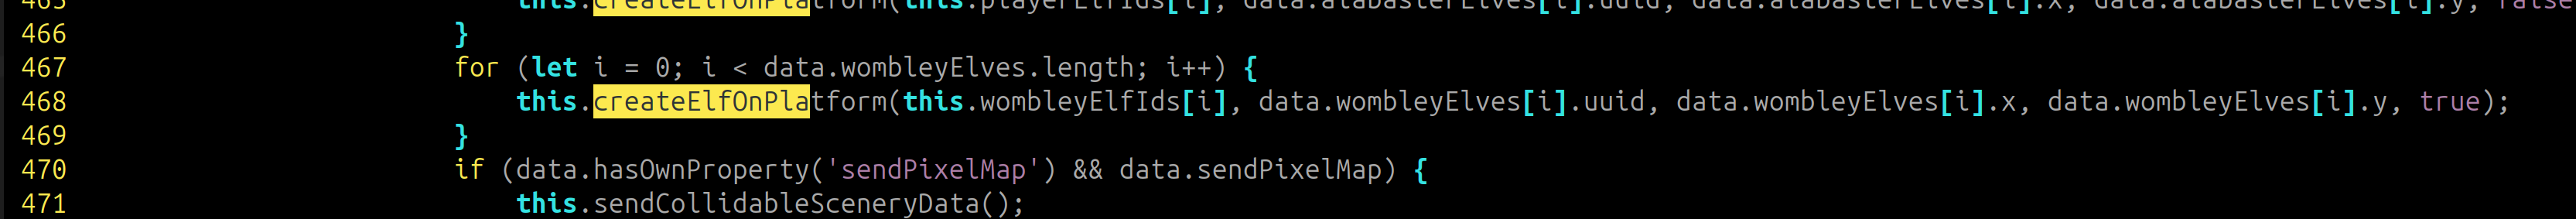 465 this.createElfOnPlatform(this.playerElfIds[i], data.alabasterElves[i].uuid, data.alabasterElves[i].x, data.alabasterElves[i].y, false
466 }
467 for (let i = 0; i < data.wombleyElves.length; i++) {
468 this.createElfOnPlatform(this.wombleyElfIds[i], data.wombleyElves[i].uuid, data.wombleyElves[i].x, data.wombleyElves[i].y, true);
469 }
470 if (data.hasOwnProperty('sendPixelMap') && data.sendPixelMap) {
471 this.sendCollidableSceneryData();